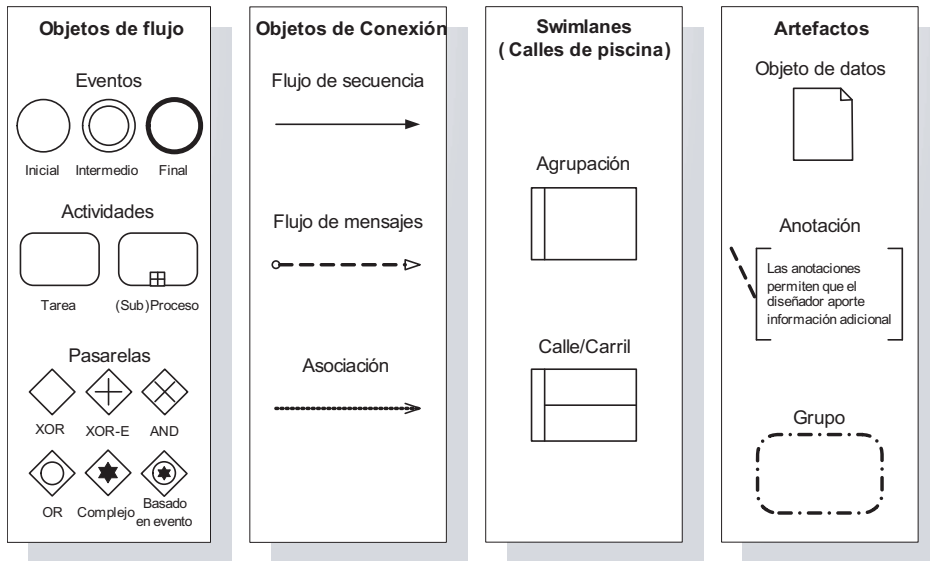 Objetos de flujo
Eventos
Inicial Intermedio Final
Actividades
Tarea (Sub)Proceso
Pasarelas
XOR XOR-E AND
OR Complejo Basado
en evento
Objetos de Conexión
Flujo de secuencia
Flujo de mensajes
Asociación
Swimlanes
( Calles de piscina)
Agrupación
Calle/Carril
Artefactos
Objeto de datos
Anotación
Las anotaciones
permiten que el
diseñador aporte
información adicional
Grupo